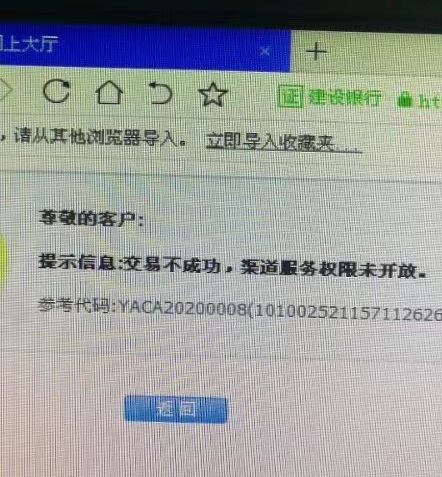 网上大厅
建设银行 ht
,请从其他浏览器导入。 立即导入收藏夹...
尊敬的客户:
提示信息:交易不成功,渠道服务权限未开放。
参考代码:YACA20200008(101002521157112626
返回